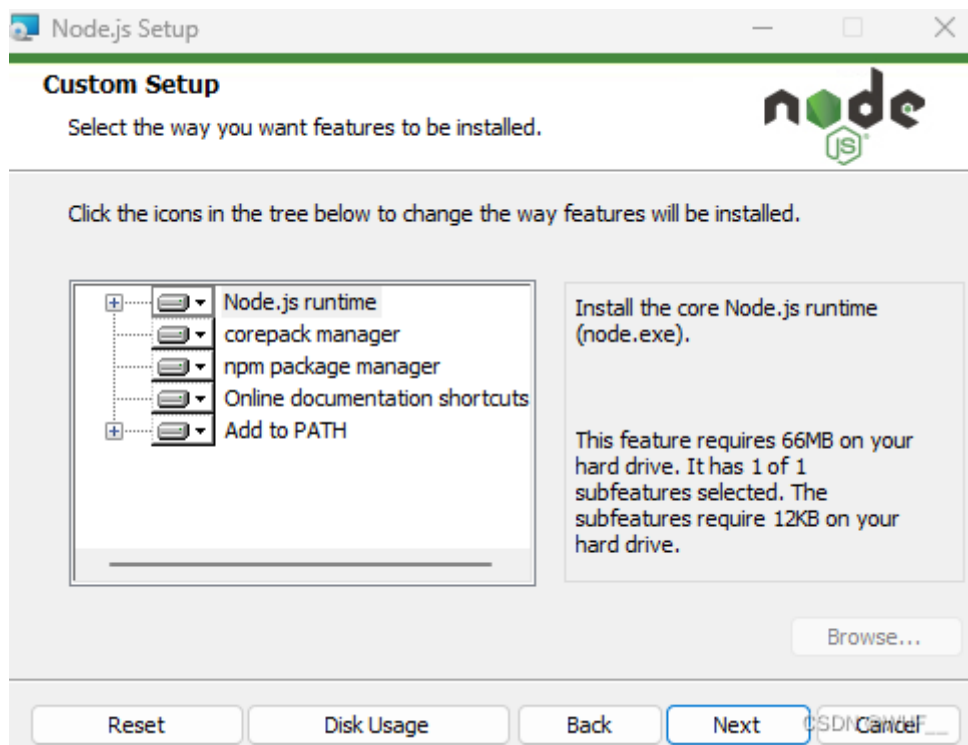 Node.js Setup
Custom Setup
Select the way you want features to be installed.
node
JS
Click the icons in the tree below to change the way features will be installed.
Node.js runtime
corepack manager
npm package manager
Online documentation shortcuts
Add to PATH
Install the core Node.js runtime
(node.exe).
This feature requires 66MB on your
hard drive. It has 1 of 1
subfeatures selected. The
subfeatures require 12KB on your
hard drive.
Browse...
Reset
Disk Usage
Back
Next
Cancel
CSDN @WHF__